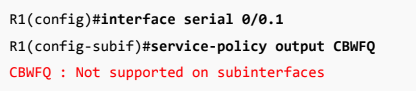 R1(config)#interface serial 0/0.1
R1(config-subif)#service-policy output CBWFQ
CBWFQ : Not supported on subinterfaces